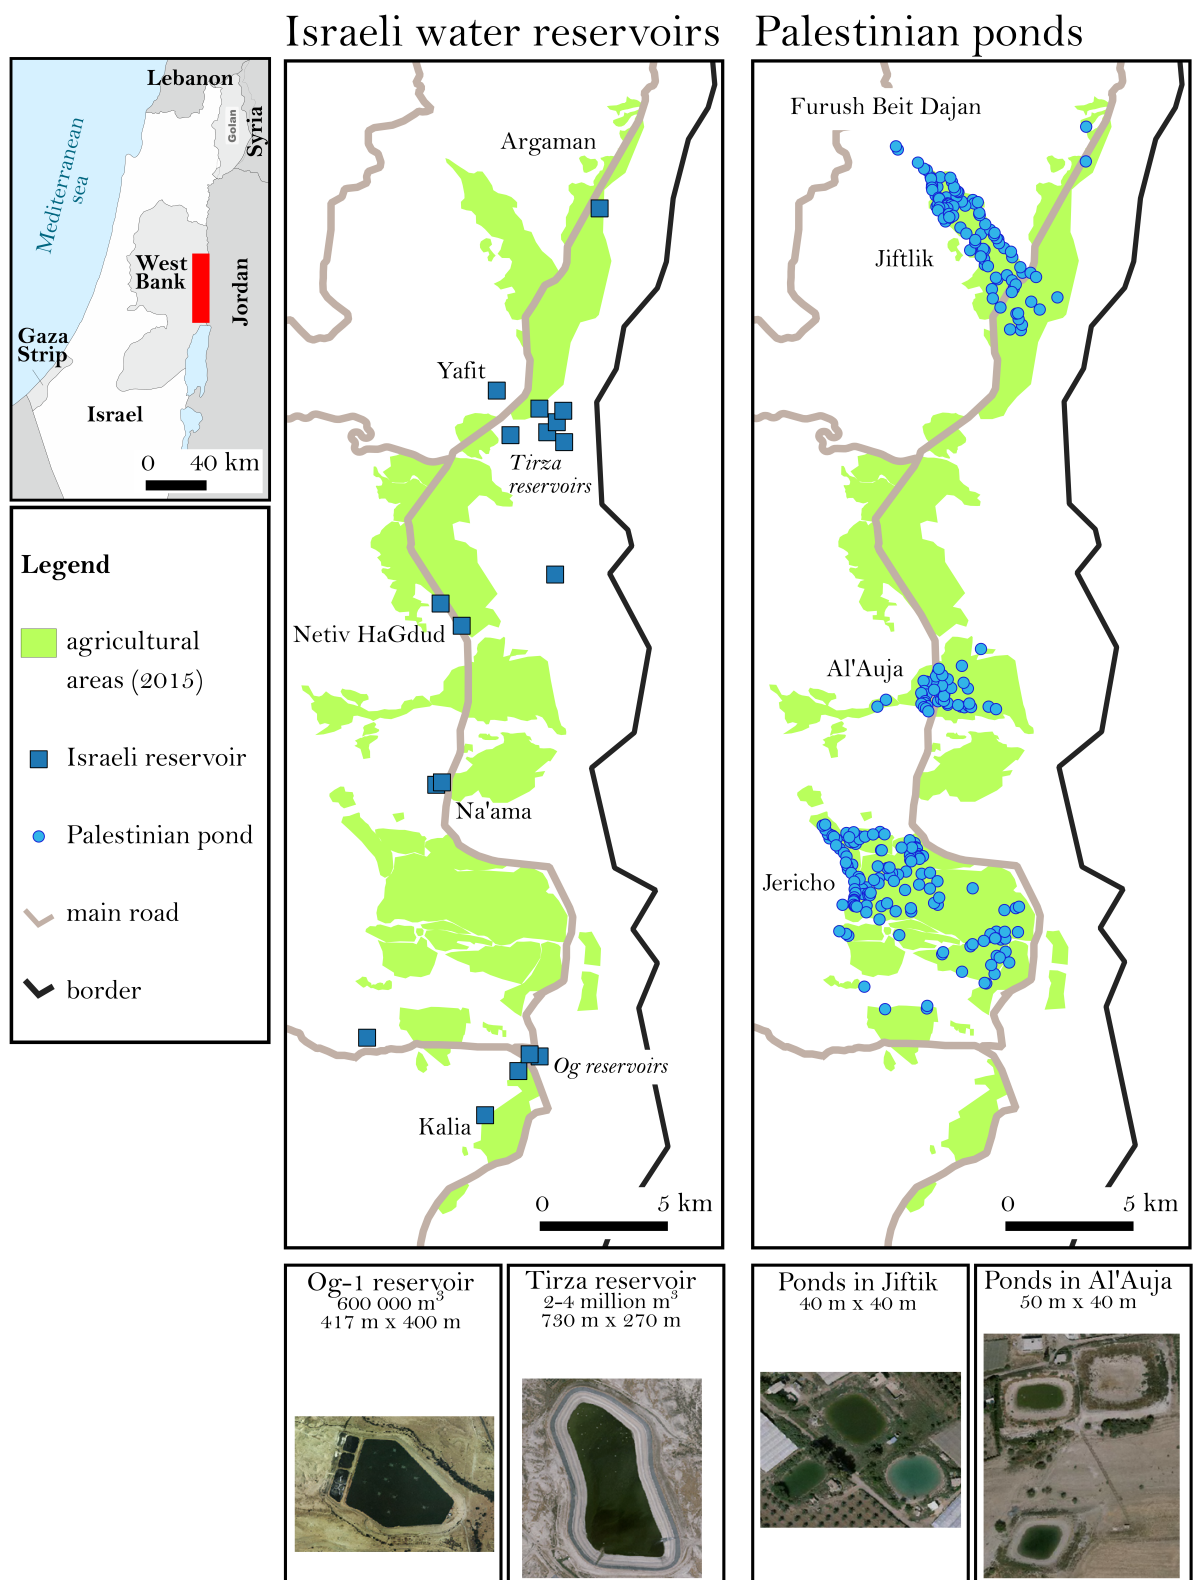 Israeli water reservoirs
Palestinian ponds
Lebanon
Golan
Syria
Mediterranean
sea
West
Bank
Jordan
Gaza
Strip
Israel
0 40 km
Legend
agricultural
areas (2015)
Israeli reservoir
Palestinian pond
main road
border
Argaman
Yafit
Tirza
reservoirs
Netiv HaGdud
Na'ama
Og reservoirs
Kalia
0 5 km
Furush Beit Dajan
Jiftlik
Al'Auja
Jericho
0 5 km
Og-1 reservoir
600 000 m³
417 m x 400 m
Tirza reservoir
2-4 million m³
730 m x 270 m
Ponds in Jiftik
40 m x 40 m
Ponds in Al'Auja
50 m x 40 m